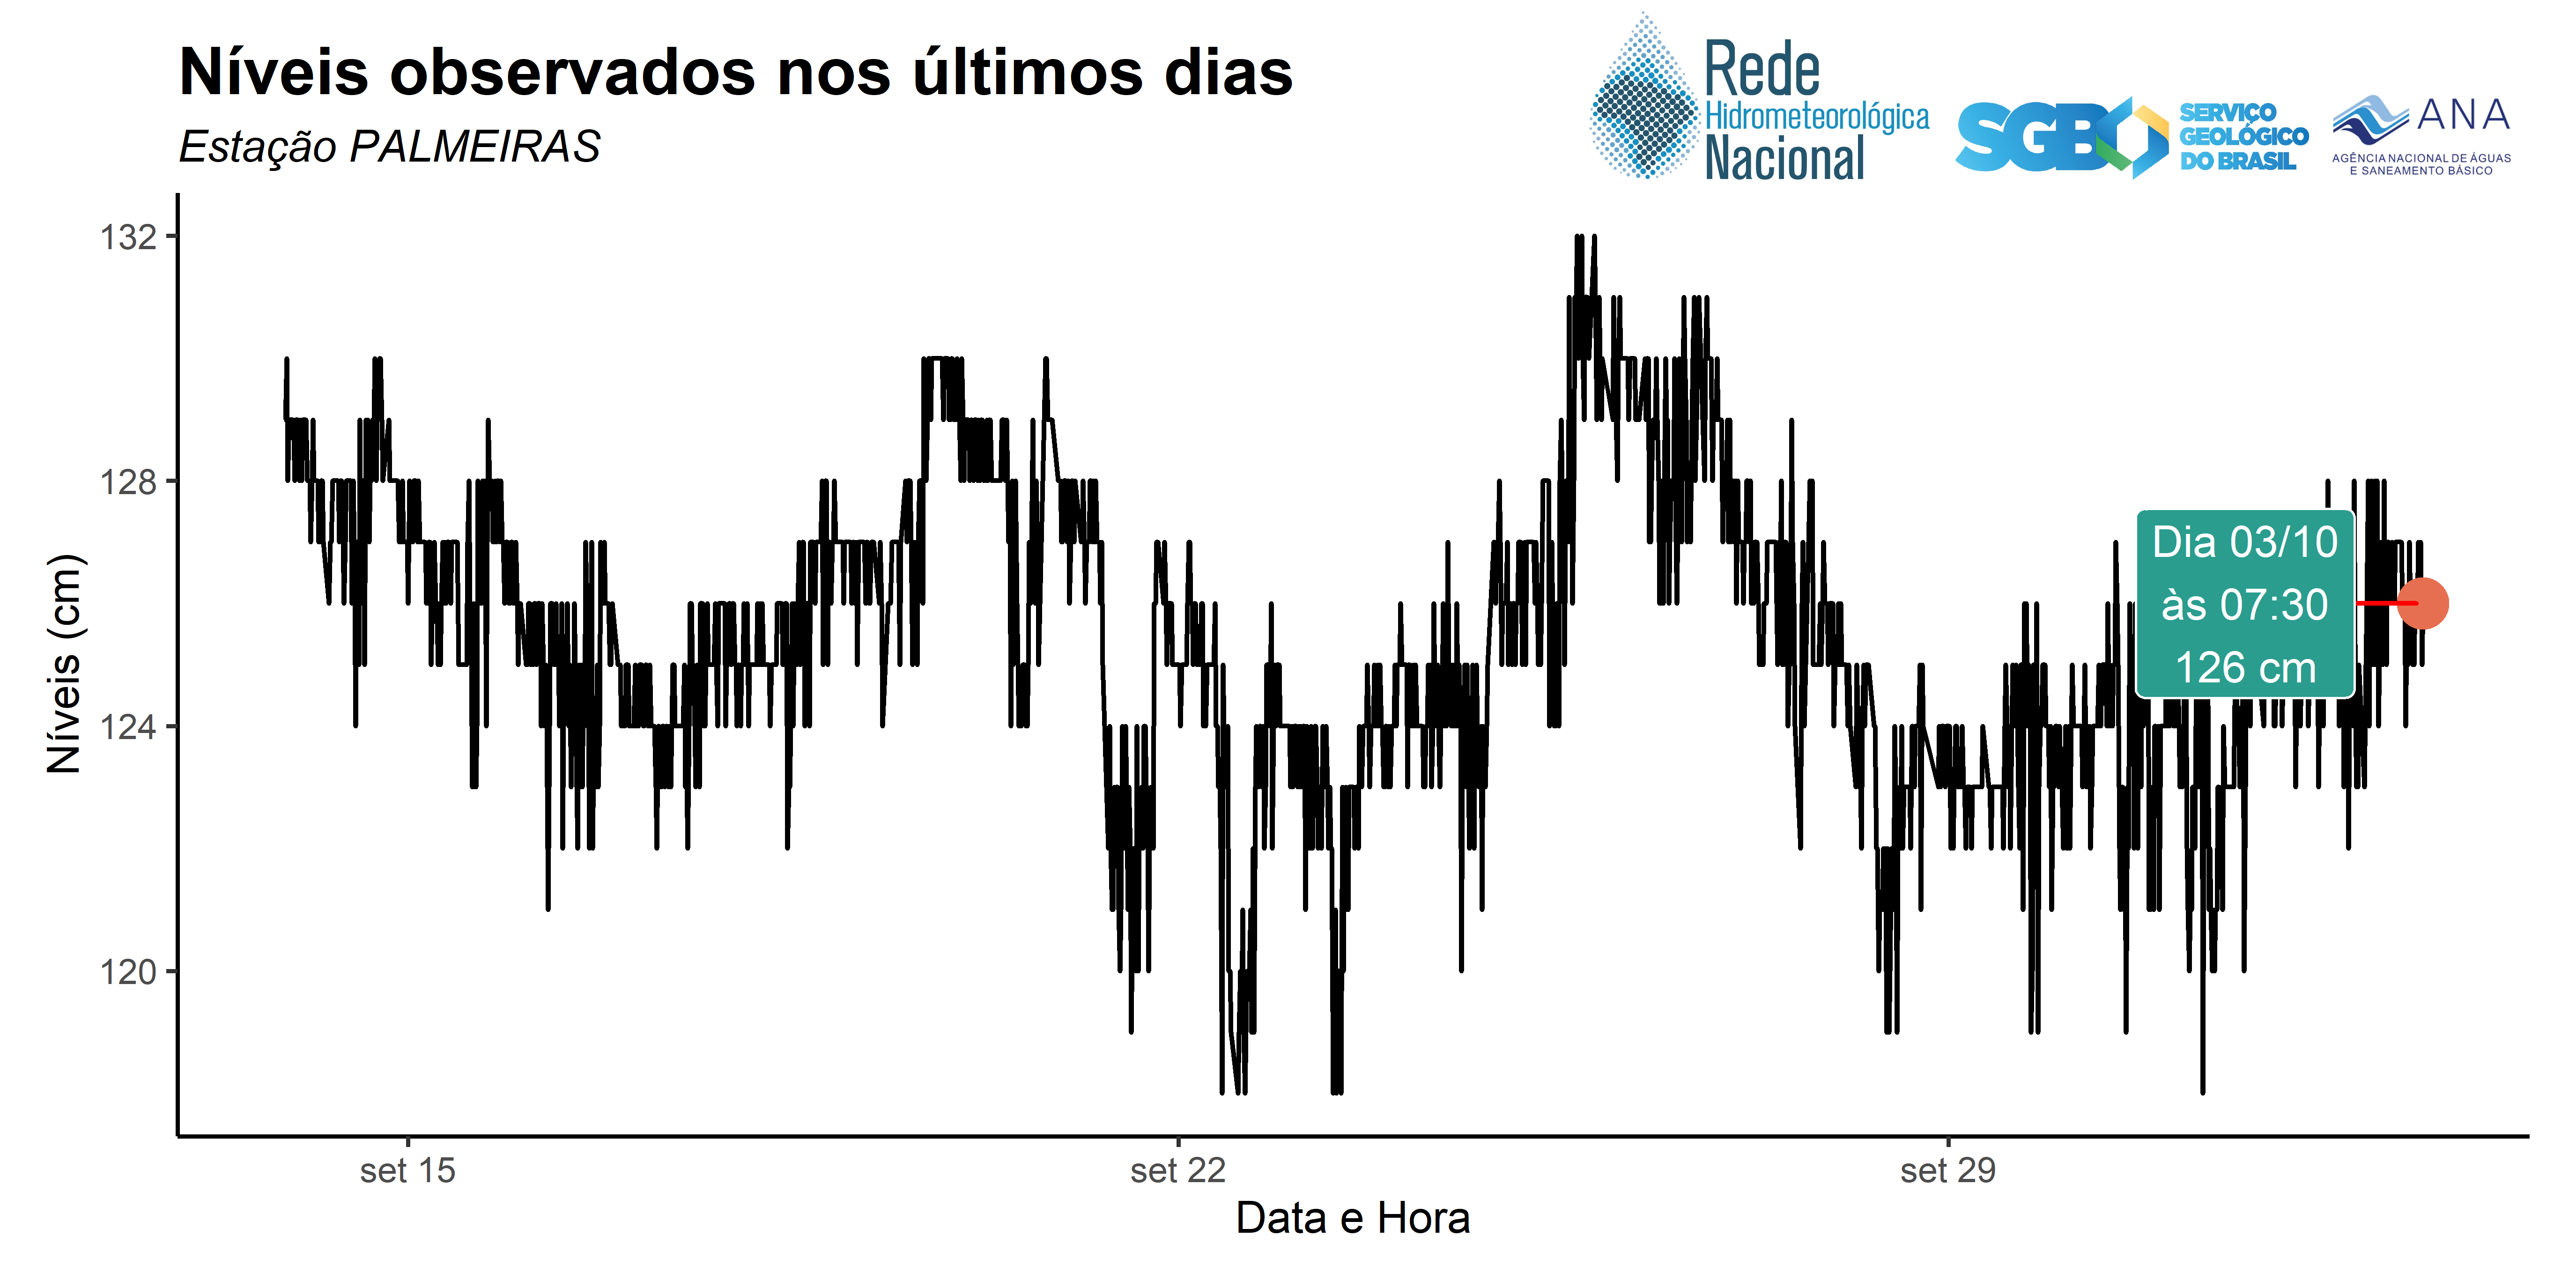 Níveis observados nos últimos dias
Estação PALMEIRAS
Rede
Hidrometeorológica
Nacional
SGB
SERVIÇO
GEOLÓGICO
DO BRASIL
ANA
AGÊNCIA NACIONAL DE ÁGUAS
E SANEAMENTO BÁSICO
Níveis (cm)
132
128
124
120
Dia 03/10
às 07:30
126 cm
set 15
set 22
set 29
Data e Hora